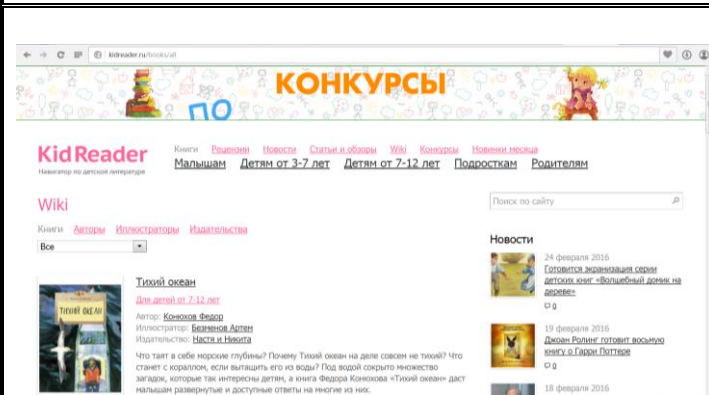 kidreader.ru/books/all
КОНКУРСЫ
ПО
KidReader
Навигатор по детской литературе
Книги Рецензии Новости Статьи и обзоры Wiki Конкурсы Новинки месяца
Малышам Детям от 3-7 лет Детям от 7-12 лет Подросткам Родителям
Wiki
Книги Авторы Иллюстраторы Издательства
Все
ТИХИЙ ОКЕАН
Тихий океан
Для детей от 7-12 лет
Автор: Конюхов Федор
Иллюстратор: Безменов Артем
Издательство: Настя и Никита
Что таят в себе морские глубины? Почему Тихий океан на деле совсем не тихий? Что
станет с кораллом, если вытащить его из воды? Под водой сокрыто множество
загадок, которые так интересны детям, а книга Федора Конюхова «Тихий океан» даст
малышам развернутые и доступные ответы на многие из них.
Поиск по сайту
Новости
24 февраля 2016
Готовится экранизация серии
детских книг «Волшебный домик на
дереве»
0
19 февраля 2016
Джоан Ролинг готовит восьмую
книгу о Гарри Поттере
0
18 февраля 2016